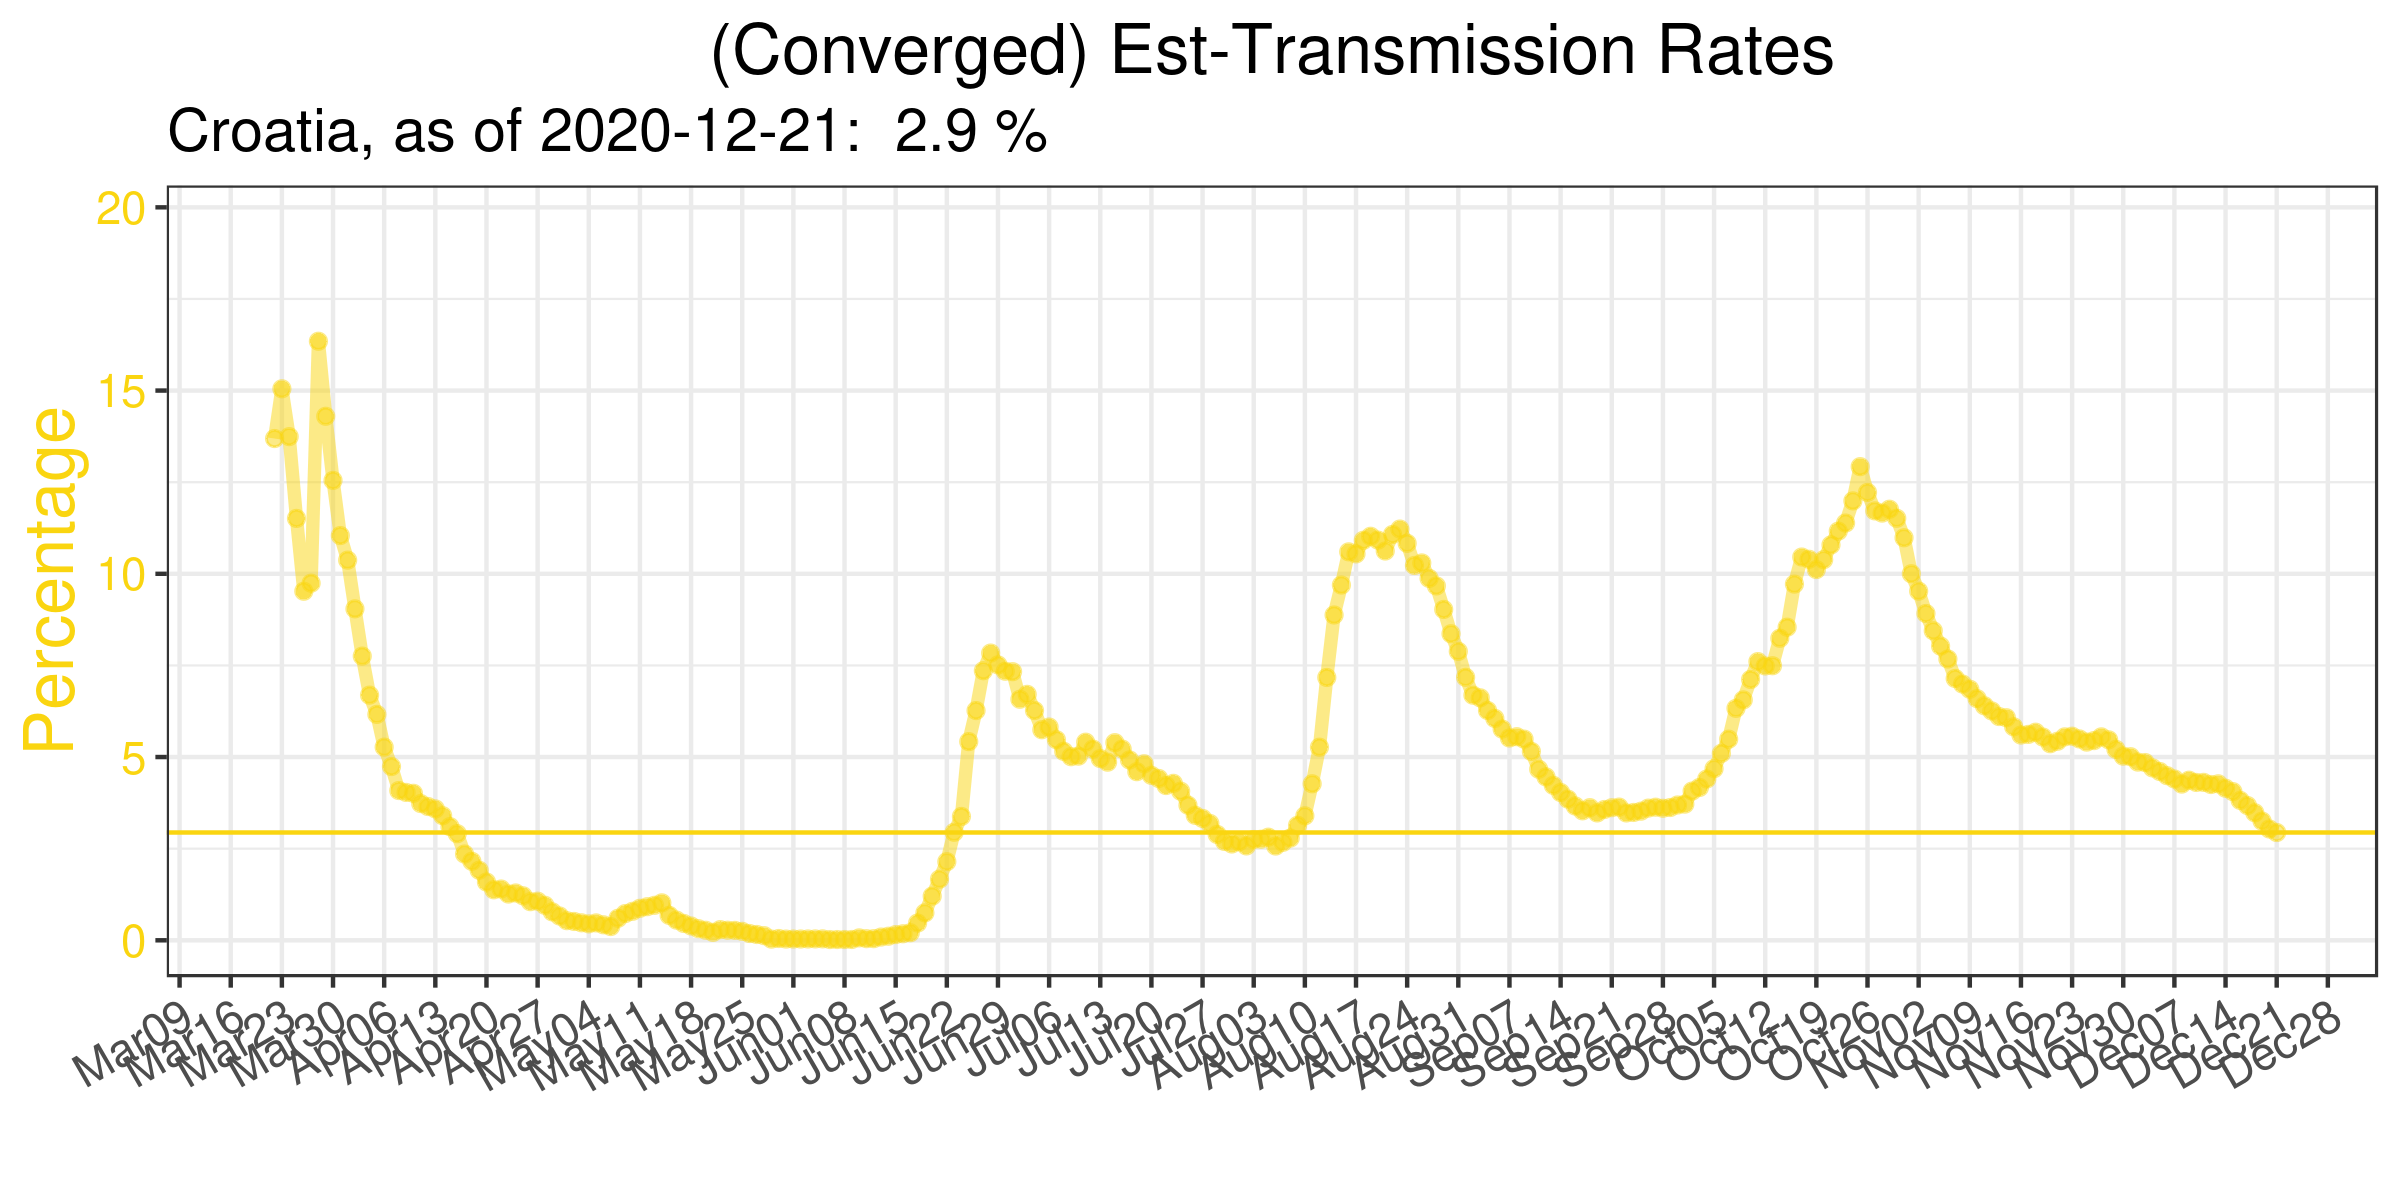 (Converged) Est-Transmission Rates
Croatia, as of 2020-12-21:  2.9 %
Percentage
20
15
10
5
0
Mar09
Mar16
Mar23
Mar30
Apr06
Apr13
Apr20
Apr27
May04
May11
May18
May25
Jun01
Jun08
Jun15
Jun22
Jun29
Jul06
Jul13
Jul20
Jul27
Aug03
Aug10
Aug17
Aug24
Aug31
Sep07
Sep14
Sep21
Sep28
Oct05
Oct12
Oct19
Oct26
Nov02
Nov09
Nov16
Nov23
Nov30
Dec07
Dec14
Dec21
Dec28